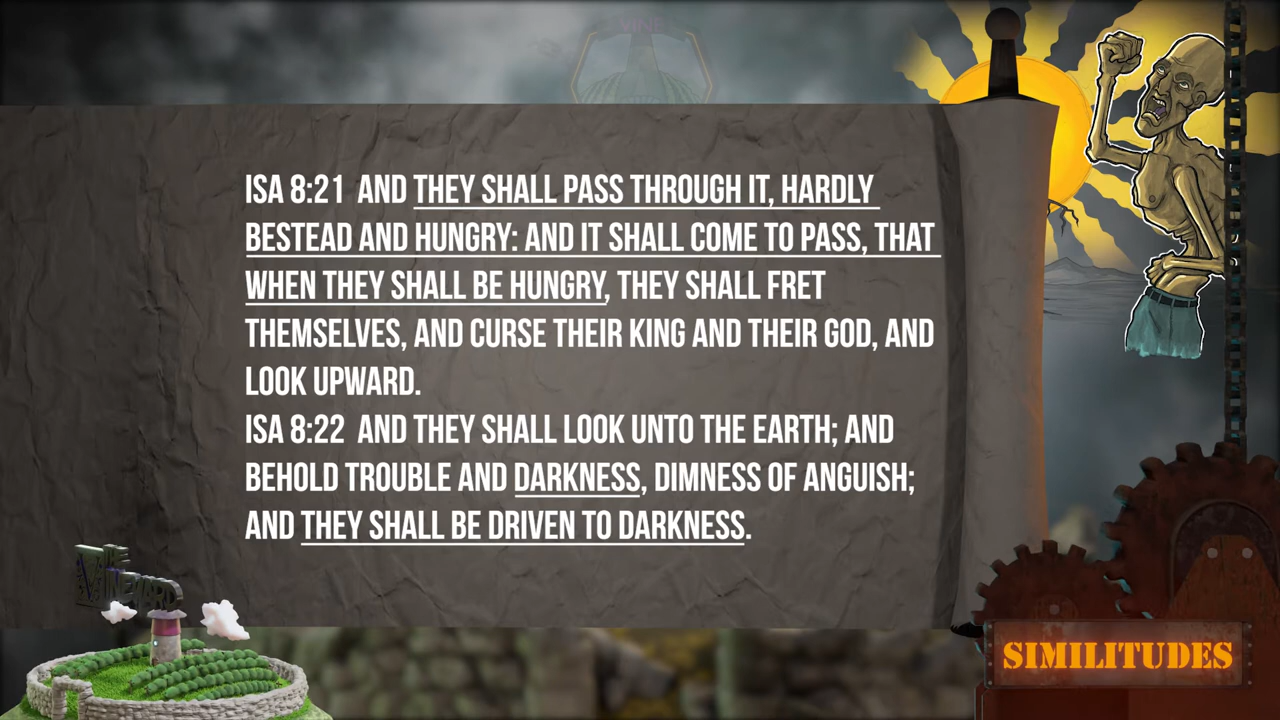 VINE
ISA 8:21 AND THEY SHALL PASS THROUGH IT, HARDLY
BESTEAD AND HUNGRY: AND IT SHALL COME TO PASS, THAT
WHEN THEY SHALL BE HUNGRY, THEY SHALL FRET
THEMSELVES, AND CURSE THEIR KING AND THEIR GOD, AND
LOOK UPWARD.
ISA 8:22 AND THEY SHALL LOOK UNTO THE EARTH; AND
BEHOLD TROUBLE AND DARKNESS, DIMNESS OF ANGUISH;
AND THEY SHALL BE DRIVEN TO DARKNESS.
THE
VINEYARD
SIMILITUDES